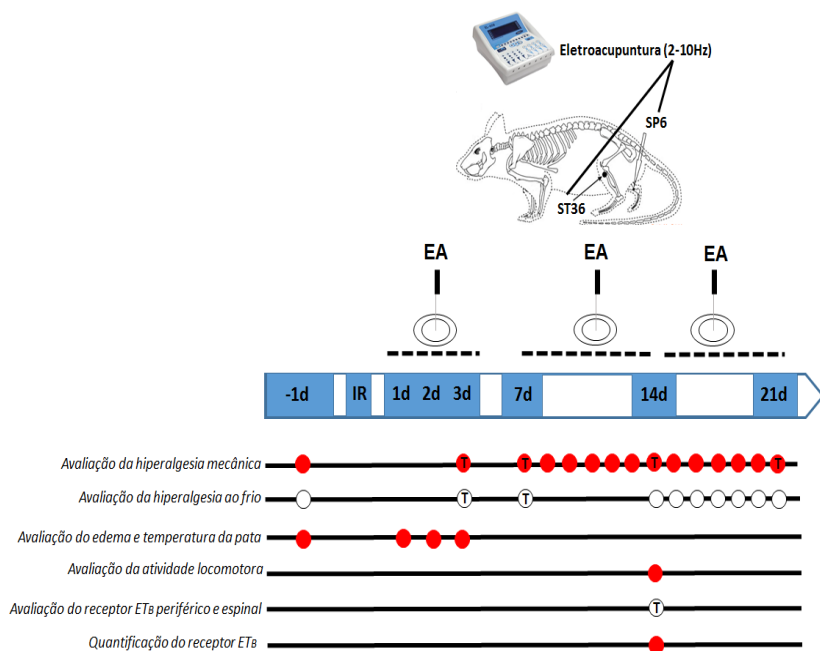 Eletroacupuntura (2-10Hz)
SP6
ST36
EA EA EA
-1d IR 1d 2d 3d 7d 14d 21d
Avaliação da hiperalgesia mecânica T T T T
Avaliação da hiperalgesia ao frio T T
Avaliação do edema e temperatura da pata
Avaliação da atividade locomotora
Avaliação do receptor ETB periférico e espinal T
Quantificação do receptor ETB